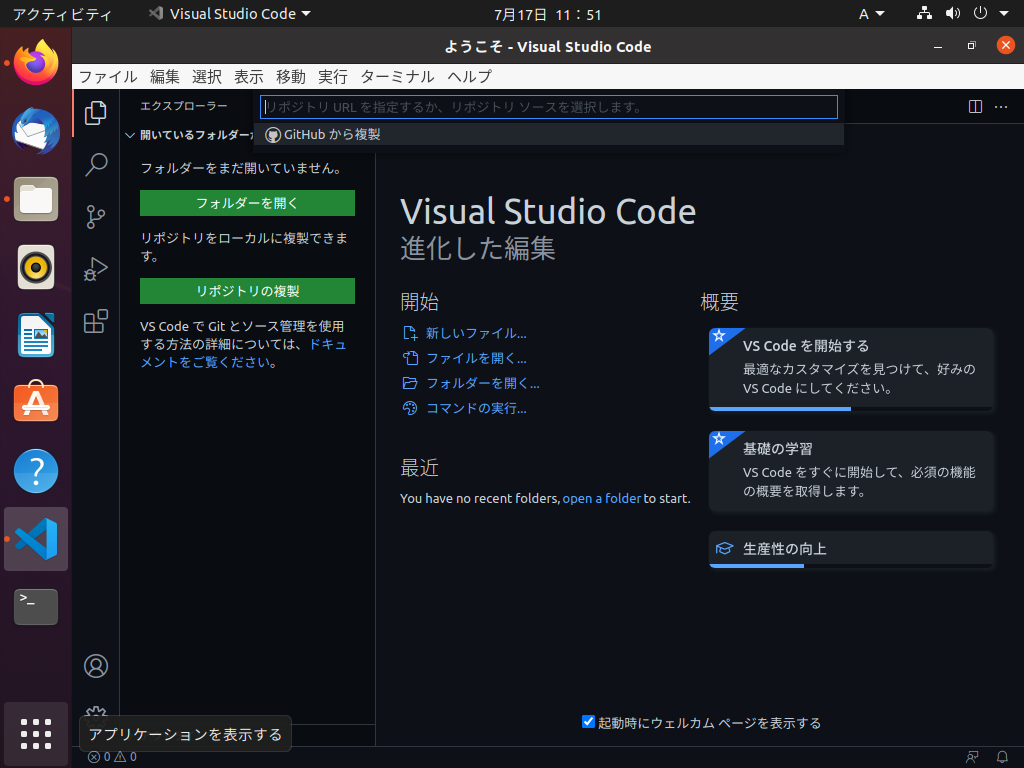 アクティビティ
Visual Studio Code
7月17日 11：51
A
ようこそ - Visual Studio Code
ファイル 編集 選択 表示 移動 実行 ターミナル ヘルプ
エクスプローラー
リポジトリ URL を指定するか、リポジトリ ソースを選択します。
GitHub から複製
開いているフォルダーが
フォルダーをまだ開いていません。
フォルダーを開く
リポジトリをローカルに複製できま
す。
リポジトリの複製
VS Code で Git とソース管理を使用
する方法の詳細については、ドキュ
メントをご覧ください。
Visual Studio Code
進化した編集
開始
新しいファイル...
ファイルを開く...
フォルダーを開く...
コマンドの実行...
最近
You have no recent folders, open a folder to start.
概要
VS Code を開始する
最適なカスタマイズを見つけて、好みの
VS Code にしてください。
基礎の学習
VS Code をすぐに開始して、必須の機能
の概要を取得します。
生産性の向上
起動時にウェルカム ページを表示する
アプリケーションを表示する
0 0